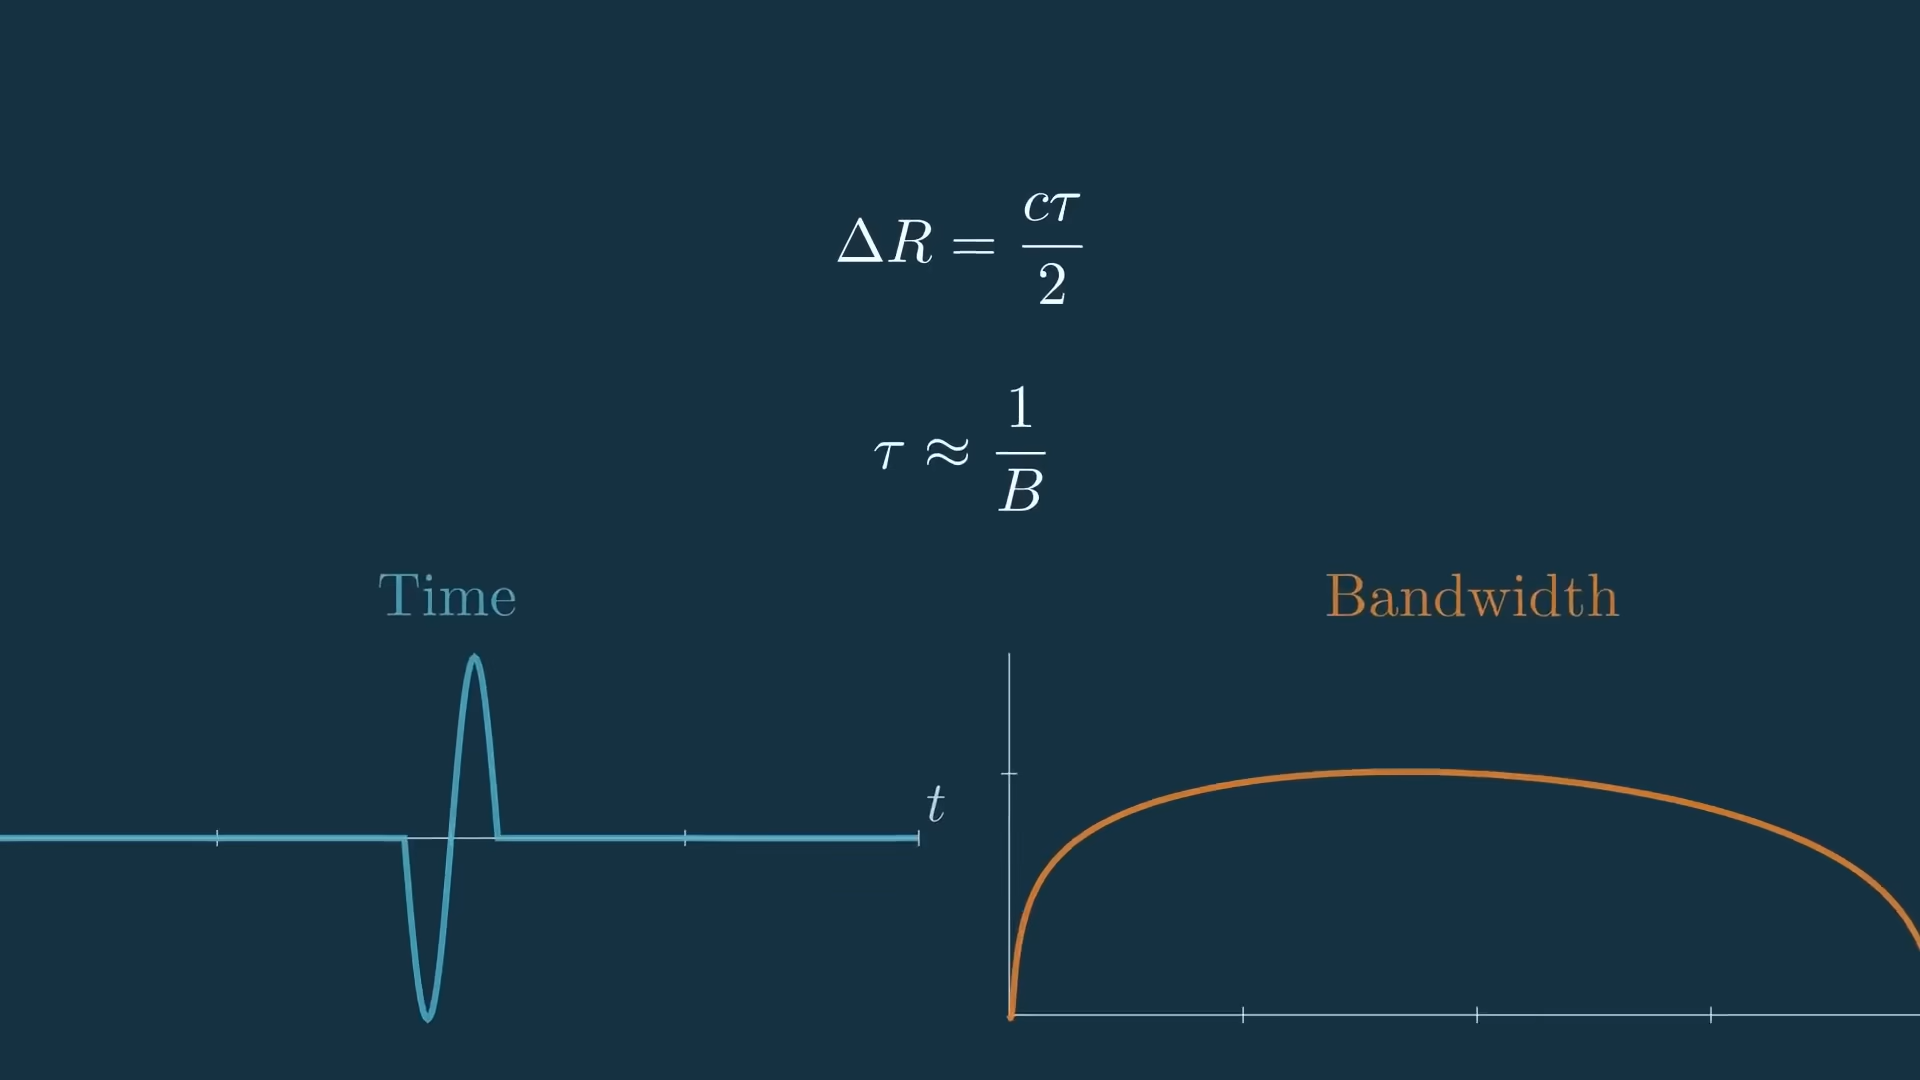 ΔR = cτ/2
τ ≈ 1/B
Time
Bandwidth
t